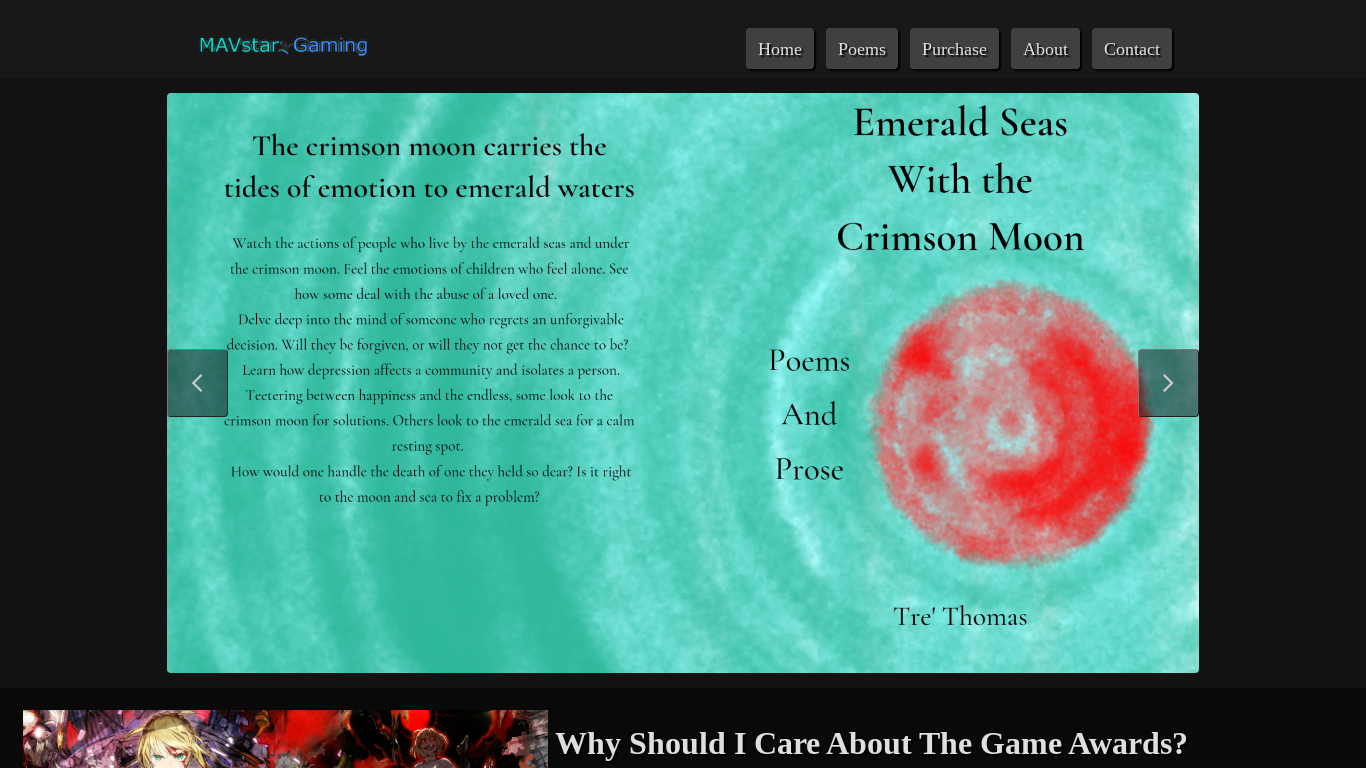 MAVstar Gaming
Home
Poems
Purchase
About
Contact
The crimson moon carries the
tides of emotion to emerald waters
Watch the actions of people who live by the emerald seas and under
the crimson moon. Feel the emotions of children who feel alone. See
how some deal with the abuse of a loved one.
Delve deep into the mind of someone who regrets an unforgivable
decision. Will they be forgiven, or will they not get the chance to be?
Learn how depression affects a community and isolates a person.
Teetering between happiness and the endless, some look to the
crimson moon for solutions. Others look to the emerald sea for a calm
resting spot.
How would one handle the death of one they held so dear? Is it right
to the moon and sea to fix a problem?
Emerald Seas
With the
Crimson Moon
Poems
And
Prose
Tre' Thomas
Why Should I Care About The Game Awards?